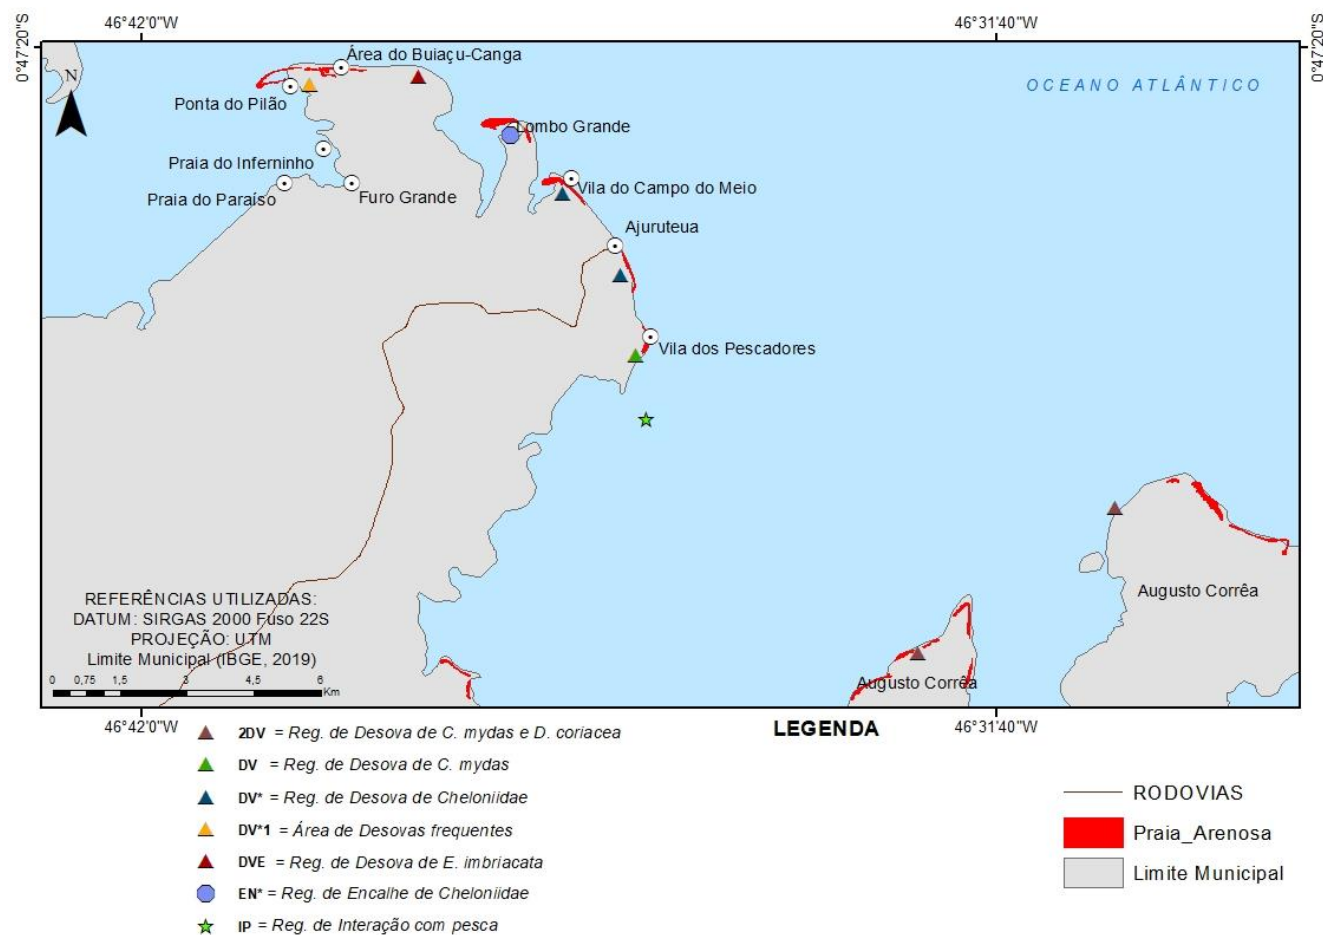 46°42'0"W
46°31'40"W
0°47'20"S
0°47'20"S
N
Área do Buiaçu-Canga
OCEANO ATLÂNTICO
Ponta do Pilão
Lombo Grande
Praia do Inferninho
Vila do Campo do Meio
Praia do Paraíso
Furo Grande
Ajuruteua
Vila dos Pescadores
Augusto Corrêa
REFERÊNCIAS UTILIZADAS:
DATUM: SIRGAS 2000 Fuso 22S
PROJEÇÃO: UTM
Limite Municipal (IBGE, 2019)
0 0,75 1,5 3 4,5 6
Km
Augusto Corrêa
46°42'0"W
46°31'40"W
LEGENDA
2DV = Reg. de Desova de C. mydas e D. coriacea
DV = Reg. de Desova de C. mydas
DV* = Reg. de Desova de Cheloniidae
DV*1 = Área de Desovas frequentes
DVE = Reg. de Desova de E. imbriacata
EN* = Reg. de Encalhe de Cheloniidae
IP = Reg. de Interação com pesca
RODOVIAS
Praia_Arenosa
Limite Municipal